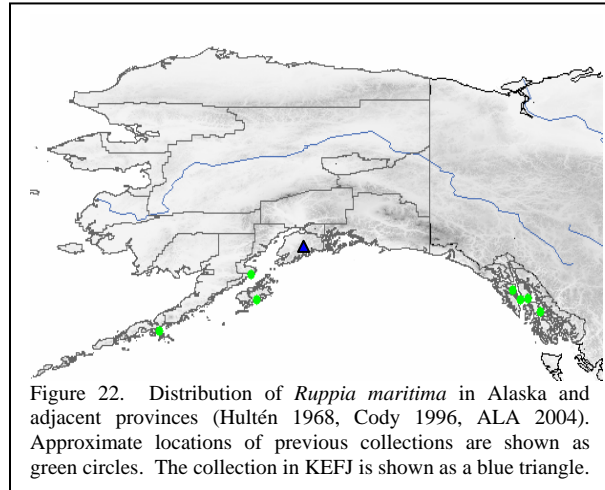 Figure 22. Distribution of Ruppia maritima in Alaska and
adjacent provinces (Hultén 1968, Cody 1996, ALA 2004).
Approximate locations of previous collections are shown as
green circles. The collection in KEFJ is shown as a blue triangle.